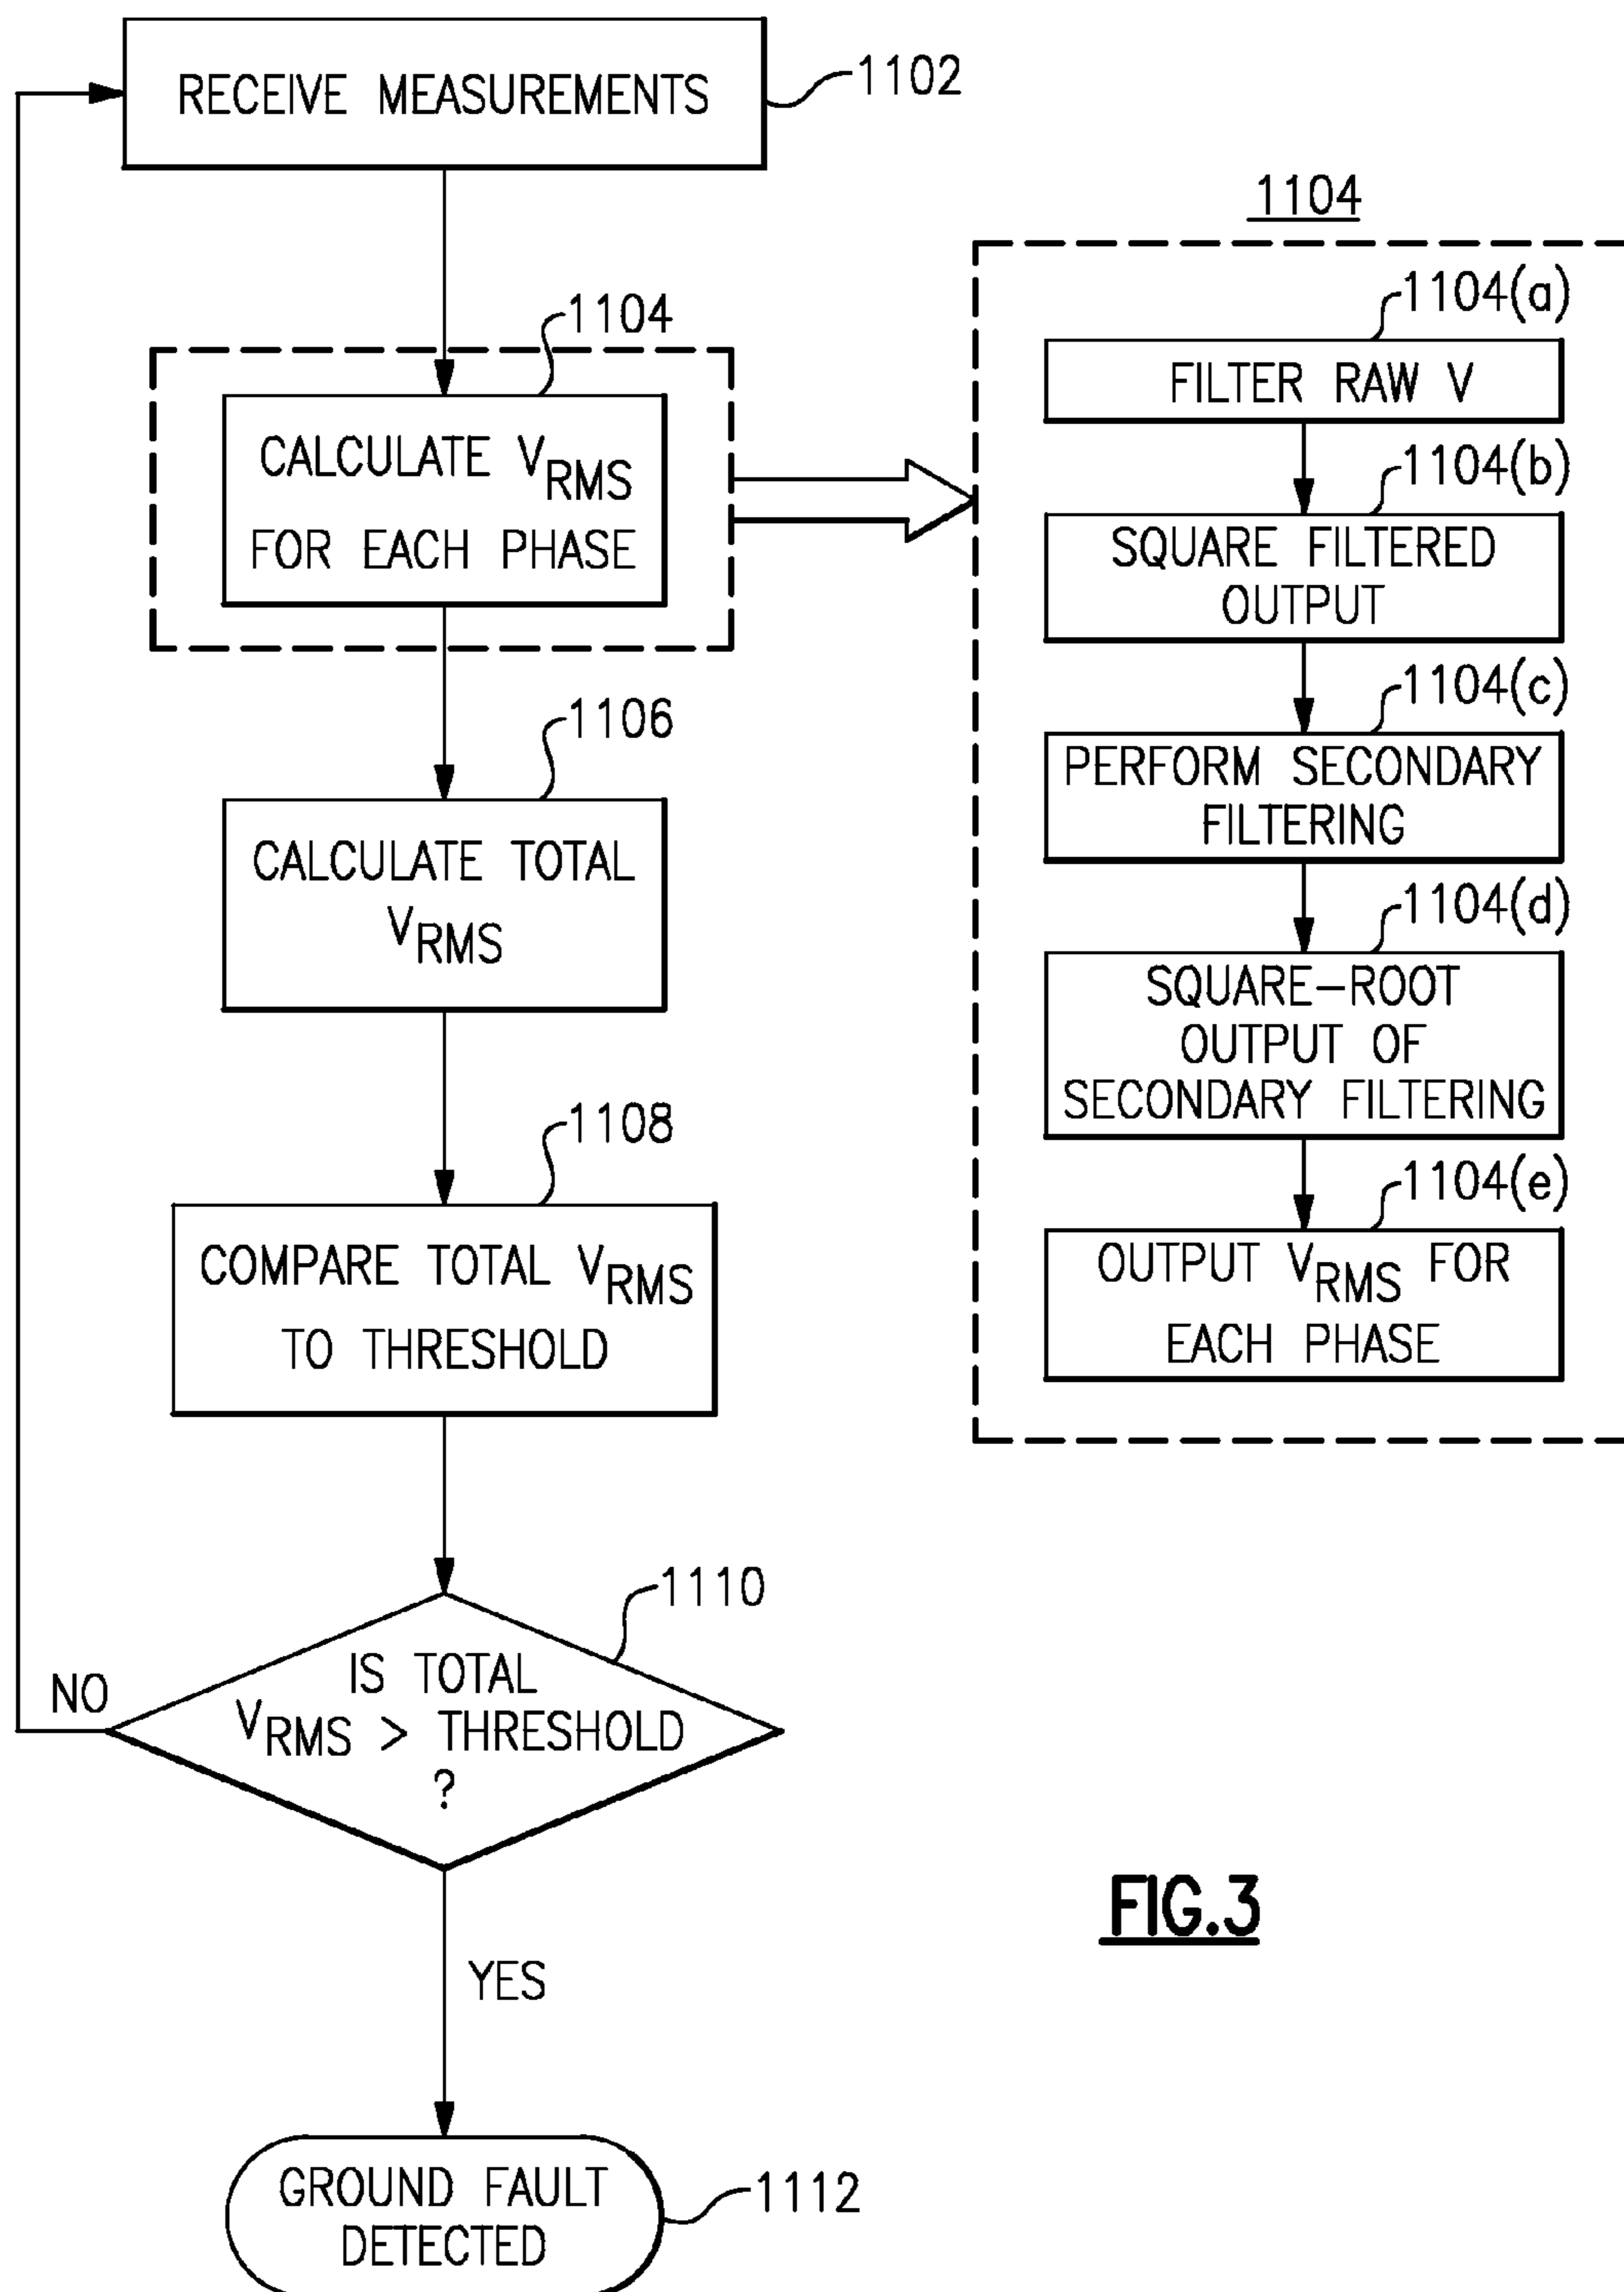 RECEIVE MEASUREMENTS
1102
1104
CALCULATE VRMS
FOR EACH PHASE
1106
CALCULATE TOTAL
VRMS
1108
COMPARE TOTAL VRMS
TO THRESHOLD
1110
IS TOTAL
VRMS > THRESHOLD
?
NO
YES
GROUND FAULT
DETECTED
1112
1104
1104(a)
FILTER RAW V
1104(b)
SQUARE FILTERED
OUTPUT
1104(c)
PERFORM SECONDARY
FILTERING
1104(d)
SQUARE-ROOT
OUTPUT OF
SECONDARY FILTERING
1104(e)
OUTPUT VRMS FOR
EACH PHASE
FIG.3